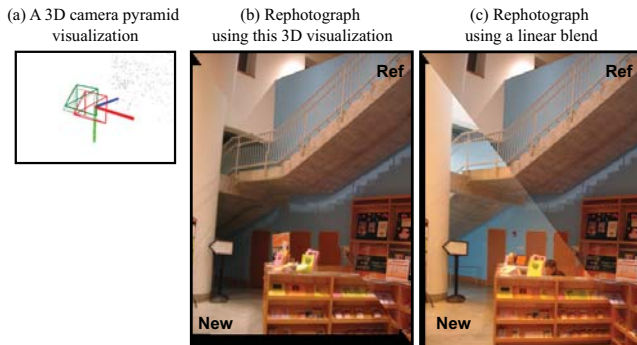 (a) A 3D camera pyramid
visualization
(b) Rephotograph
using this 3D visualization
(c) Rephotograph
using a linear blend
Ref
New
Ref
New